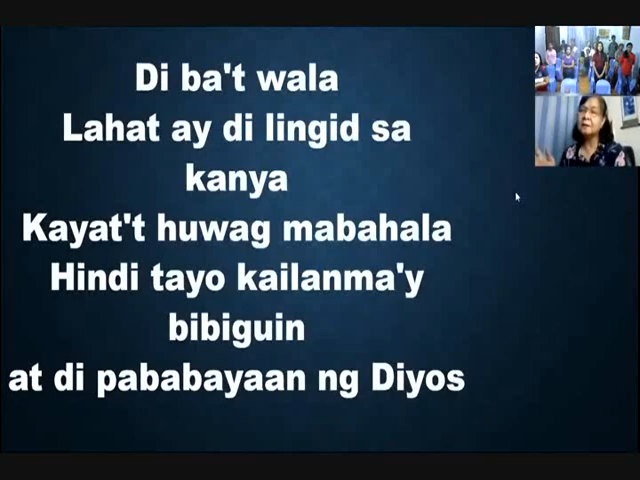 Di ba't wala
Lahat ay di lingid sa
kanya
Kayat't huwag mabahala
Hindi tayo kailanma'y
bibiguin
at di pababayaan ng Diyos